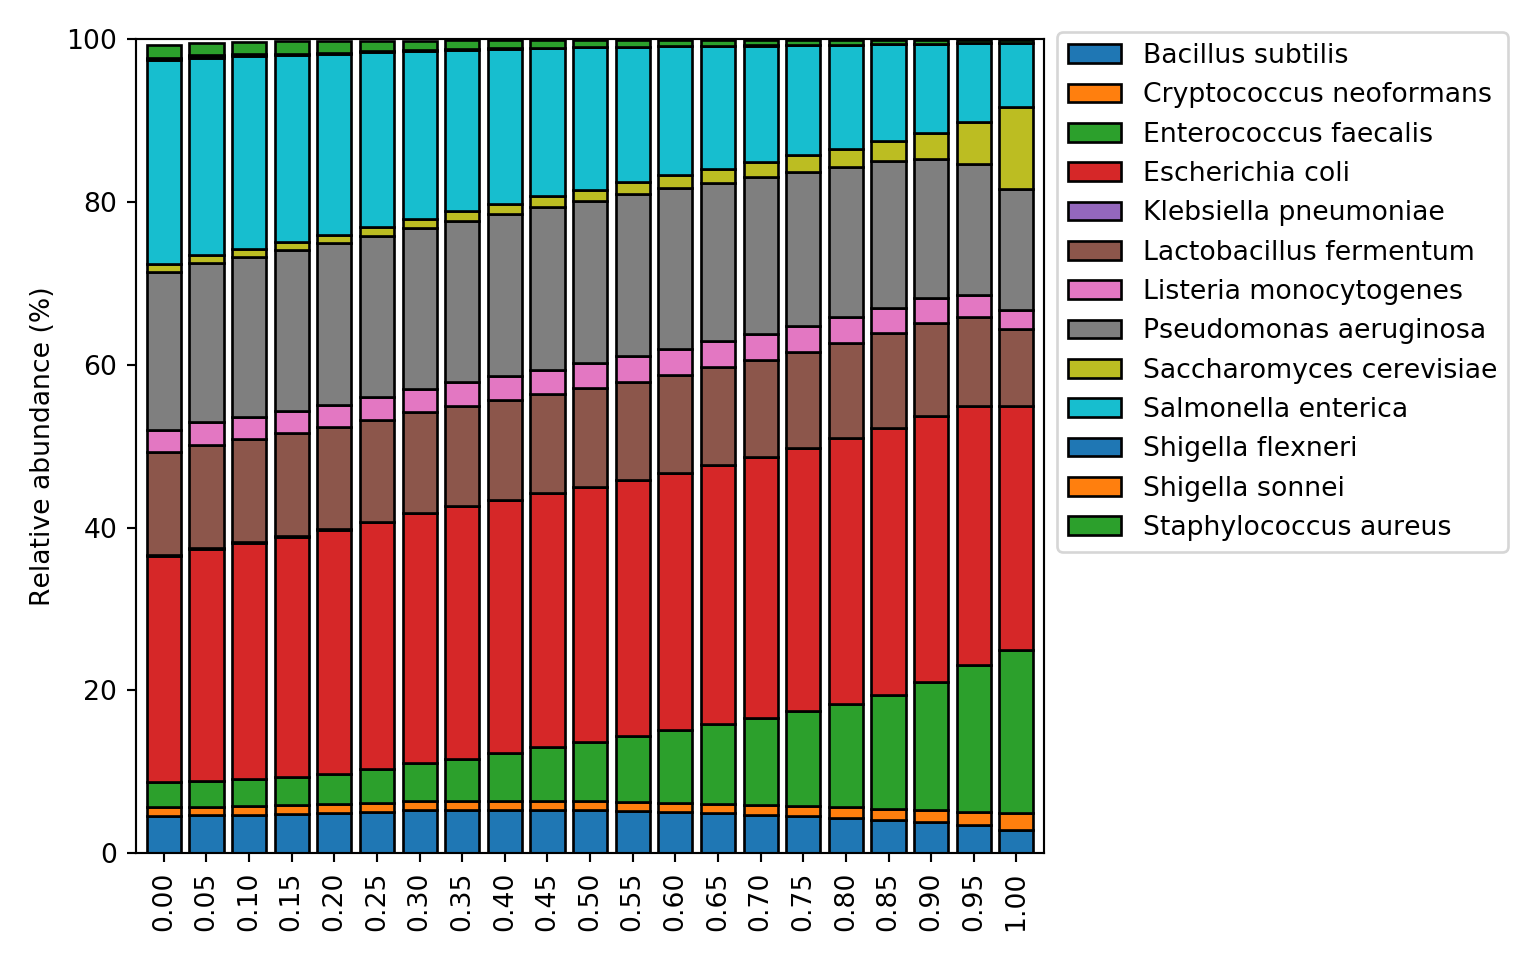 Relative abundance (%)
100
80
60
40
20
0
0.00
0.05
0.10
0.15
0.20
0.25
0.30
0.35
0.40
0.45
0.50
0.55
0.60
0.65
0.70
0.75
0.80
0.85
0.90
0.95
1.00
Bacillus subtilis
Cryptococcus neoformans
Enterococcus faecalis
Escherichia coli
Klebsiella pneumoniae
Lactobacillus fermentum
Listeria monocytogenes
Pseudomonas aeruginosa
Saccharomyces cerevisiae
Salmonella enterica
Shigella flexneri
Shigella sonnei
Staphylococcus aureus